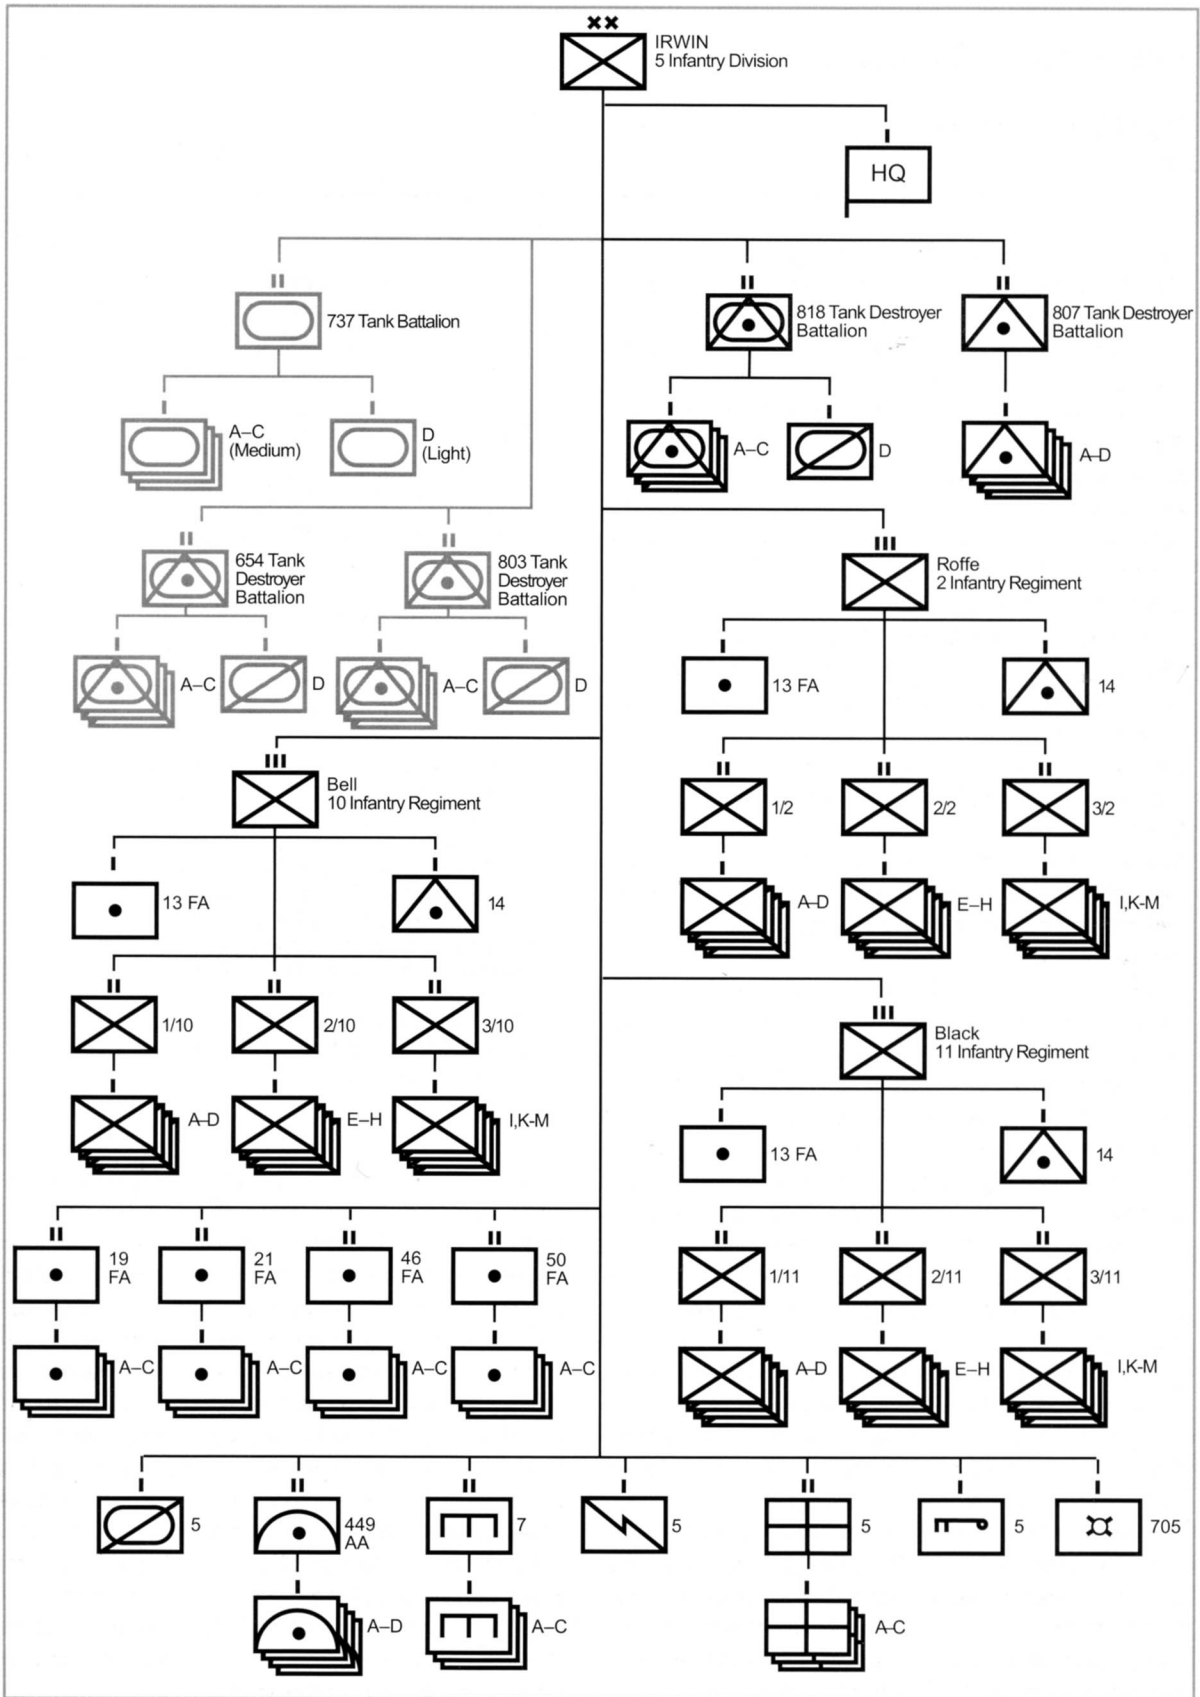 IRWIN
5 Infantry Division
HQ
737 Tank Battalion
818 Tank Destroyer
Battalion
807 Tank Destroyer
Battalion
A–C
(Medium)
D
(Light)
A–C
D
A–D
654 Tank
Destroyer
Battalion
803 Tank
Destroyer
Battalion
A–C
D
A–C
D
Roffe
2 Infantry Regiment
13 FA
14
1/2
2/2
3/2
A–D
E–H
I,K-M
Bell
10 Infantry Regiment
13 FA
14
1/10
2/10
3/10
A–D
E–H
I,K-M
Black
11 Infantry Regiment
13 FA
14
1/11
2/11
3/11
A–D
E–H
I,K-M
19
FA
21
FA
46
FA
50
FA
A–C
A–C
A–C
A–C
5
449
AA
7
5
5
5
705
A–D
A–C
A–C